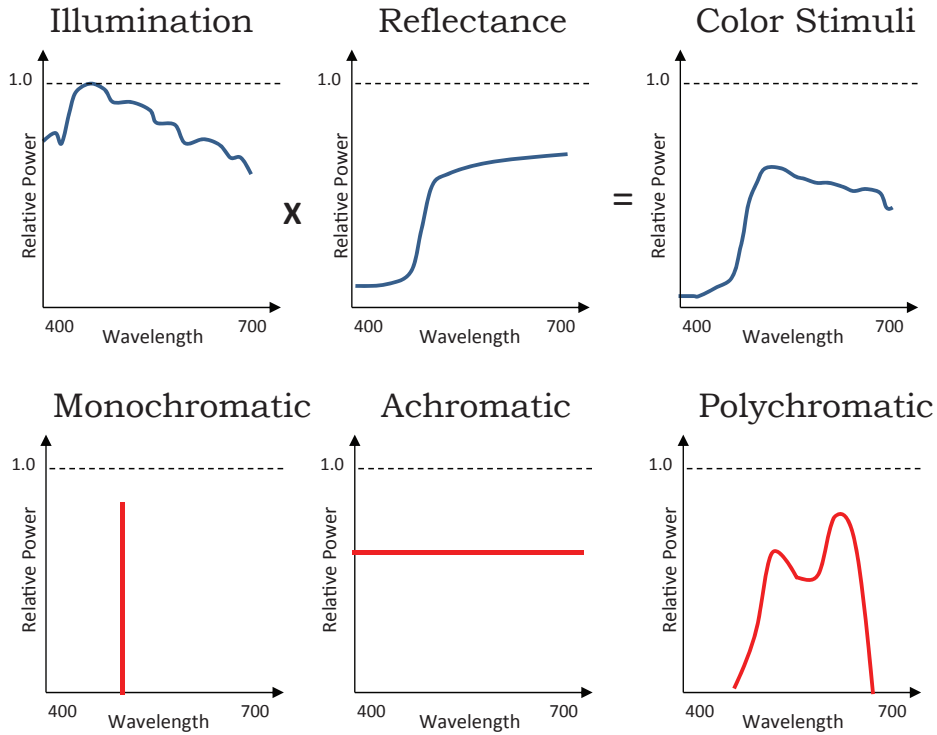 Illumination
Reflectance
Color Stimuli
1.0
1.0
1.0
Relative Power
Relative Power
Relative Power
X
=
400
700
400
700
400
700
Wavelength
Wavelength
Wavelength
Monochromatic
Achromatic
Polychromatic
1.0
1.0
1.0
Relative Power
Relative Power
Relative Power
400
700
400
700
400
700
Wavelength
Wavelength
Wavelength